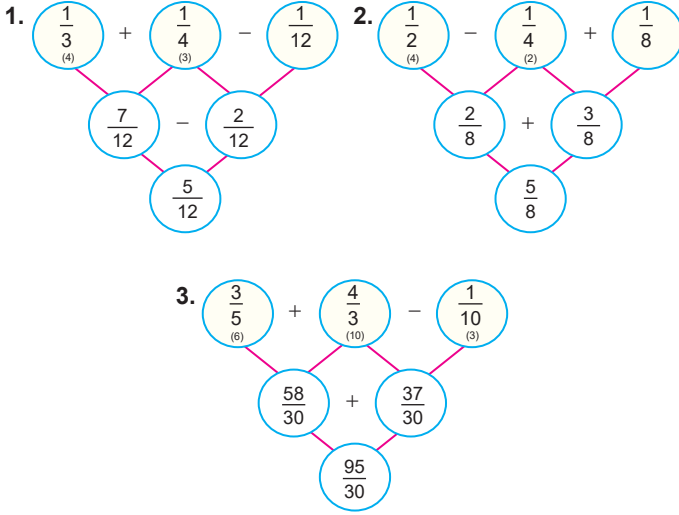 1. 1/3 (4) + 1/4 (3) − 1/12
7/12 − 2/12
5/12
2. 1/2 (4) − 1/4 (2) + 1/8
2/8 + 3/8
5/8
3. 3/5 (6) + 4/3 (10) − 1/10 (3)
58/30 + 37/30
95/30